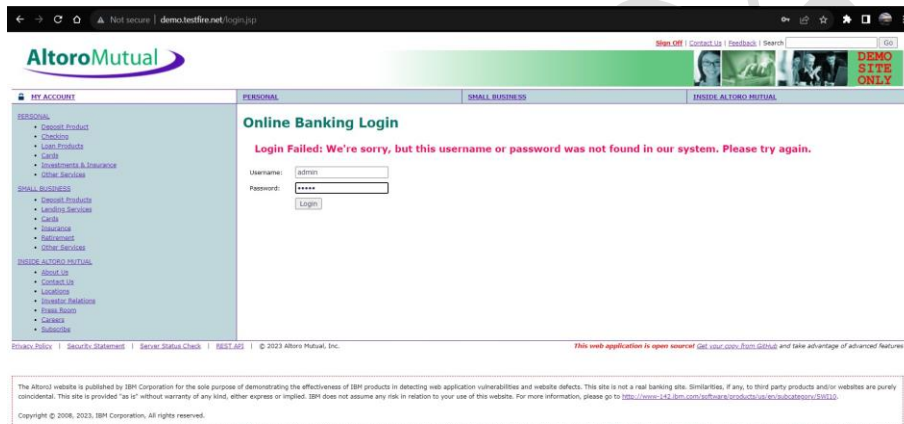 Not secure | demo.testfire.net/login.jsp
Sign Off | Contact Us | Feedback | Search
Go
AltoroMutual
DEMO
SITE
ONLY
MY ACCOUNT
PERSONAL
SMALL BUSINESS
INSIDE ALTORO MUTUAL
PERSONAL
• Deposit Product
• Checking
• Loan Products
• Cards
• Investments & Insurance
• Other Services
SMALL BUSINESS
• Deposit Products
• Lending Services
• Cards
• Insurance
• Retirement
• Other Services
INSIDE ALTORO MUTUAL
• About Us
• Contact Us
• Locations
• Investor Relations
• Press Room
• Careers
• Subscribe
Online Banking Login
Login Failed: We're sorry, but this username or password was not found in our system. Please try again.
Username: admin
Password: •••••
Login
Privacy Policy | Security Statement | Server Status Check | REST API | © 2023 Altoro Mutual, Inc.
This web application is open source! Get your copy from GitHub and take advantage of advanced features
The AltoroJ website is published by IBM Corporation for the sole purpose of demonstrating the effectiveness of IBM products in detecting web application vulnerabilities and website defects. This site is not a real banking site. Similarities, if any, to third party products and/or websites are purely
coincidental. This site is provided "as is" without warranty of any kind, either express or implied. IBM does not assume any risk in relation to your use of this website. For more information, please go to http://www-142.ibm.com/software/products/us/en/subcategory/SWI10.
Copyright © 2008, 2023, IBM Corporation, All rights reserved.